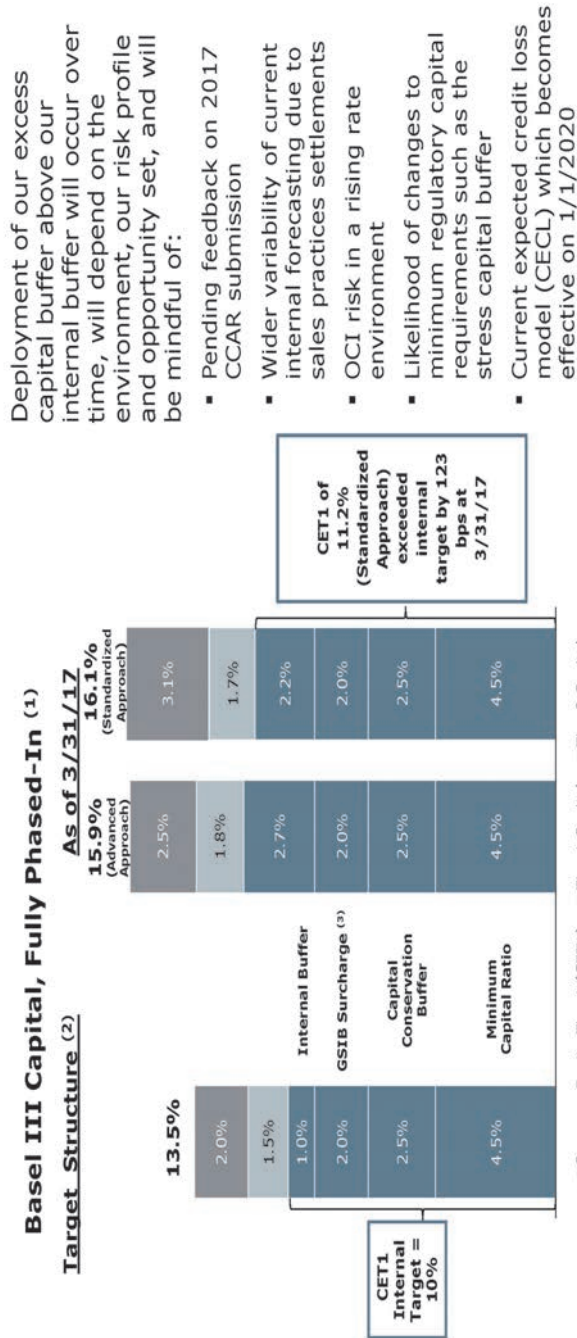 Basel III Capital, Fully Phased-In (1)
Target Structure (2)
As of 3/31/17
13.5%
2.0%
1.5%
1.0%
2.0%
2.5%
4.5%
CET1
Internal
Target =
10%
Internal Buffer
GSIB Surcharge (3)
Capital
Conservation
Buffer
Minimum
Capital Ratio
15.9%
(Advanced
Approach)
2.5%
1.8%
2.7%
2.0%
2.5%
4.5%
16.1%
(Standardized
Approach)
3.1%
1.7%
2.2%
2.0%
2.5%
4.5%
CET1 of
11.2%
(Standardized
Approach)
exceeded
internal
target by 123
bps at
3/31/17
Deployment of our excess
capital buffer above our
internal buffer will occur over
time, will depend on the
environment, our risk profile
and opportunity set, and will
be mindful of:
▪ Pending feedback on 2017
CCAR submission
▪ Wider variability of current
internal forecasting due to
sales practices settlements
▪ OCI risk in a rising rate
environment
▪ Likelihood of changes to
minimum regulatory capital
requirements such as the
stress capital buffer
▪ Current expected credit loss
model (CECL) which becomes
effective on 1/1/2020